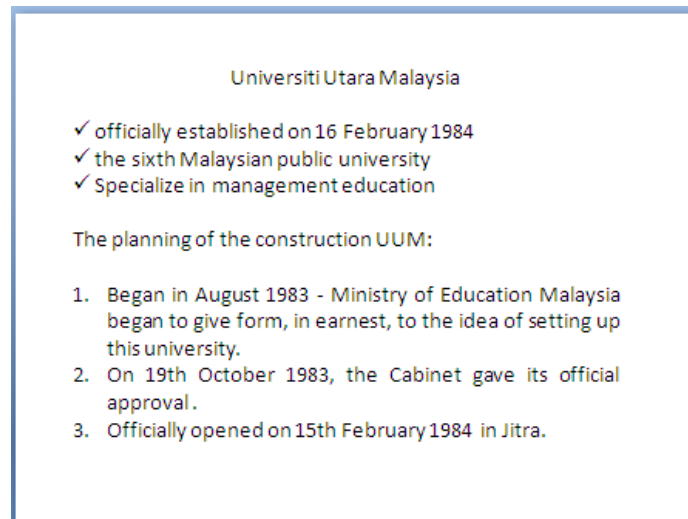 Universiti Utara Malaysia
✓ officially established on 16 February 1984
✓ the sixth Malaysian public university
✓ Specialize in management education
The planning of the construction UUM:
1. Began in August 1983 - Ministry of Education Malaysia
began to give form, in earnest, to the idea of setting up
this university.
2. On 19th October 1983, the Cabinet gave its official
approval.
3. Officially opened on 15th February 1984 in Jitra.